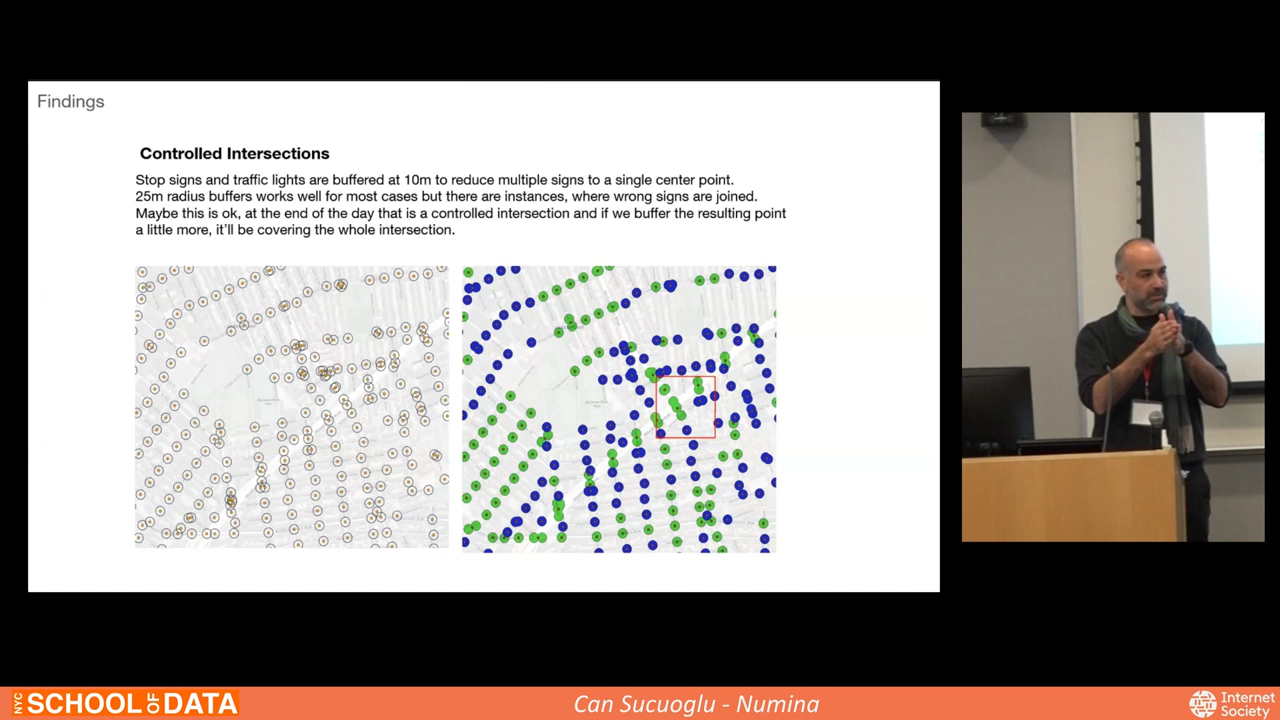 Findings
Controlled Intersections
Stop signs and traffic lights are buffered at 10m to reduce multiple signs to a single center point.
25m radius buffers works well for most cases but there are instances, where wrong signs are joined.
Maybe this is ok, at the end of the day that is a controlled intersection and if we buffer the resulting point
a little more, it'll be covering the whole intersection.
NYC SCHOOL OF DATA
Can Sucuoglu - Numina
Internet
Society